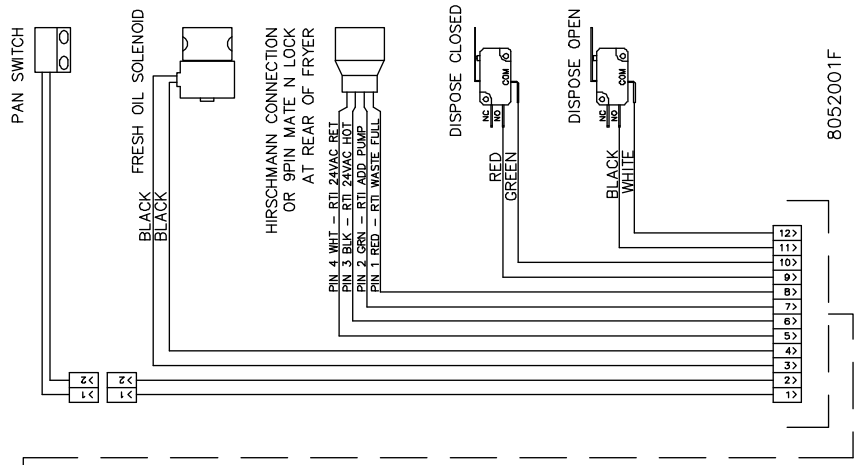 PAN SWITCH
FRESH OIL SOLENOID
BLACK
BLACK
HIRSCHMANN CONNECTION
OR 9PIN MATE N LOCK
AT REAR OF FRYER
PIN 4 WHT – RTI 24VAC RET
PIN 3 BLK – RTI 24VAC HOT
PIN 2 GRN – RTI ADD PUMP
PIN 1 RED – RTI WASTE FULL
DISPOSE CLOSED
COM
NC
NO
RED
GREEN
DISPOSE OPEN
COM
NC
NO
BLACK
WHITE
8052001F
12>
11>
10>
9>
8>
7>
6>
5>
4>
3>
2>
1>
>2
>1
>2
>1